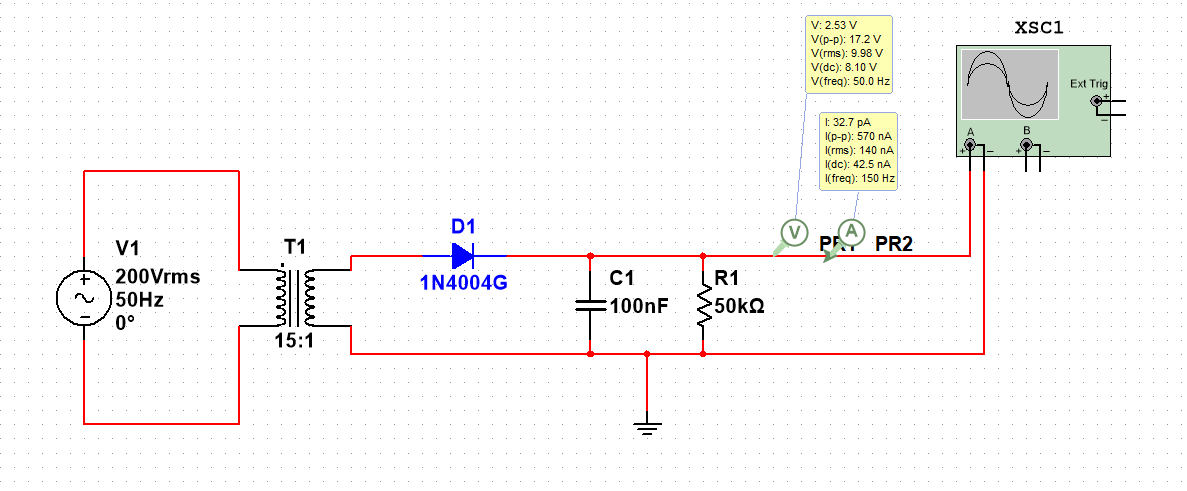 V: 2.53 V
V(p-p): 17.2 V
V(rms): 9.98 V
V(dc): 8.10 V
V(freq): 50.0 Hz
I: 32.7 pA
I(p-p): 570 nA
I(rms): 140 nA
I(dc): 42.5 nA
I(freq): 150 Hz
XSC1
Ext Trig
+
−
A
B
+ −
+ −
V
A
PR1
PR2
D1
1N4004G
V1
200Vrms
50Hz
0°
+
−
T1
15:1
C1
100nF
R1
50kΩ